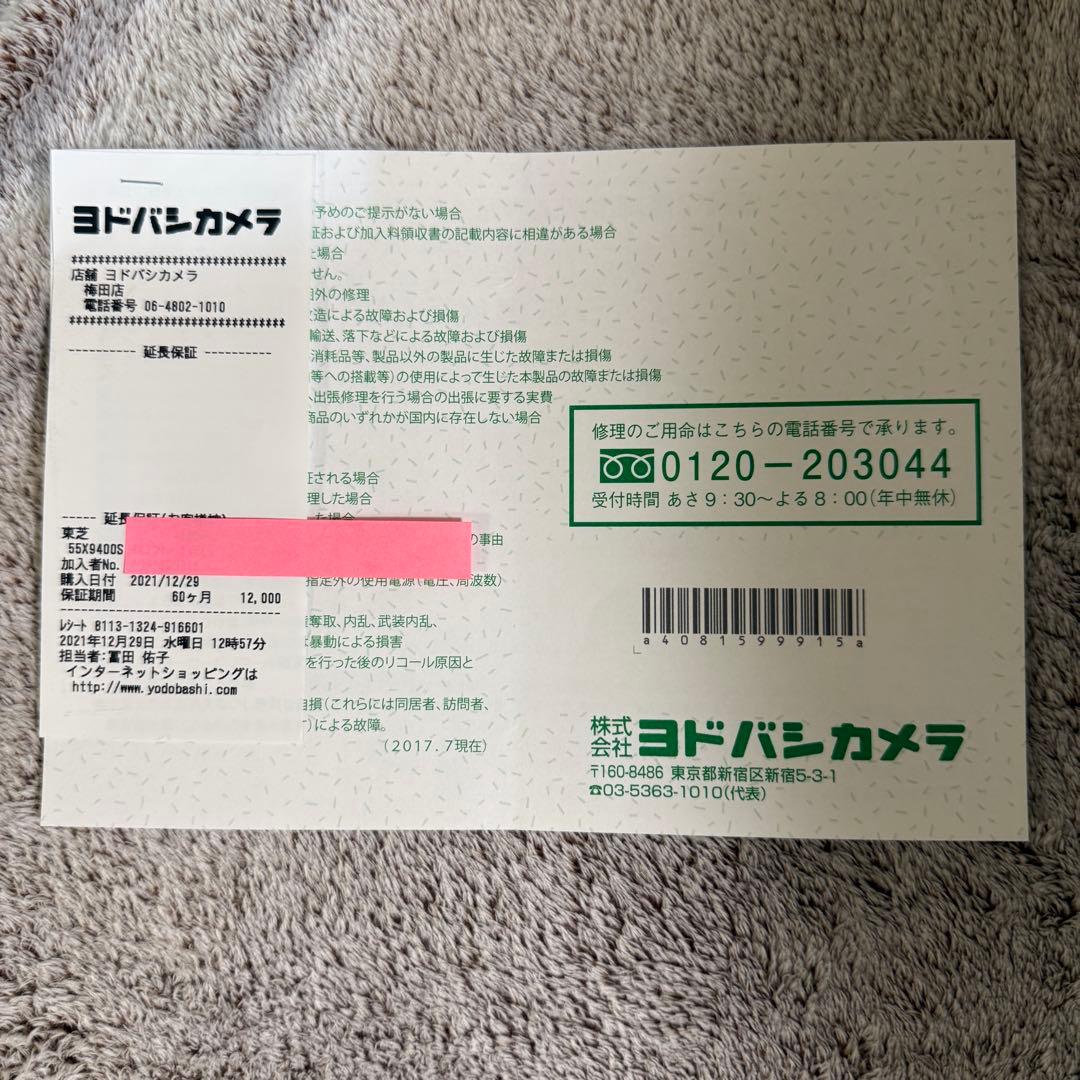 ヨドバシカメラ
*********************************
店舗 ヨドバシカメラ
梅田店
電話番号 06-4802-1010
*********************************
---------- 延長保証 ----------
東芝
55X9400S
加入者No.
購入日付 2021/12/29
保証期間 60ヶ月 12,000
ﾚｼｰﾄ 8113-1324-916601
2021年12月29日 水曜日 12時57分
担当者:冨田 佑子
インターネットショッピングは
http://www.yodobashi.com
予めのご提示がない場合
証および加入料領収書の記載内容に相違がある場合
た場合
せん。
外の修理
改造による故障および損傷
輸送、落下などによる故障および損傷
消耗品等、製品以外の製品に生じた故障または損傷
等への搭載等)の使用によって生じた本製品の故障または損傷
出張修理を行う場合の出張に要する実費
商品のいずれかが国内に存在しない場合
証される場合
理した場合
の事由
指定外の使用電源(電圧、周波数)
奪取、内乱、武装内乱、
暴動による損害
を行った後のリコール原因と
自損(これらには同居者、訪問者、
)による故障。
(2017.7現在)
修理のご用命はこちらの電話番号で承ります。
0120-203044
受付時間 あさ9:30～よる8:00(年中無休)
a4081599915a
株式会社ヨドバシカメラ
〒160-8486 東京都新宿区新宿5-3-1
☎03-5363-1010(代表)